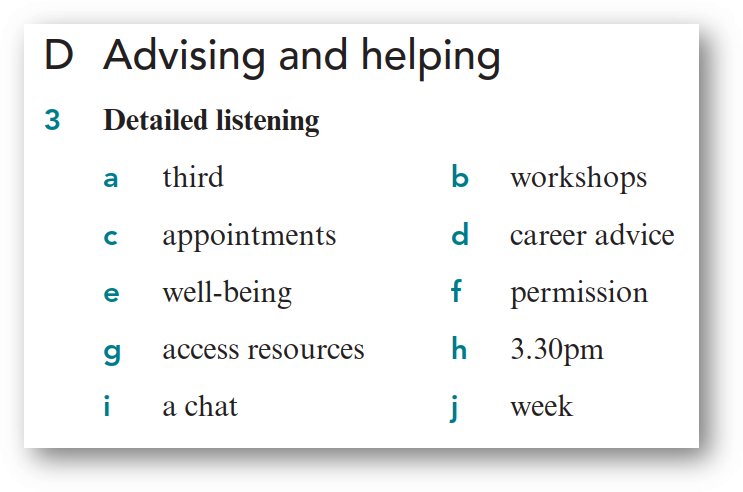 D Advising and helping
3 Detailed listening
a third b workshops
c appointments d career advice
e well-being f permission
g access resources h 3.30pm
i a chat j week